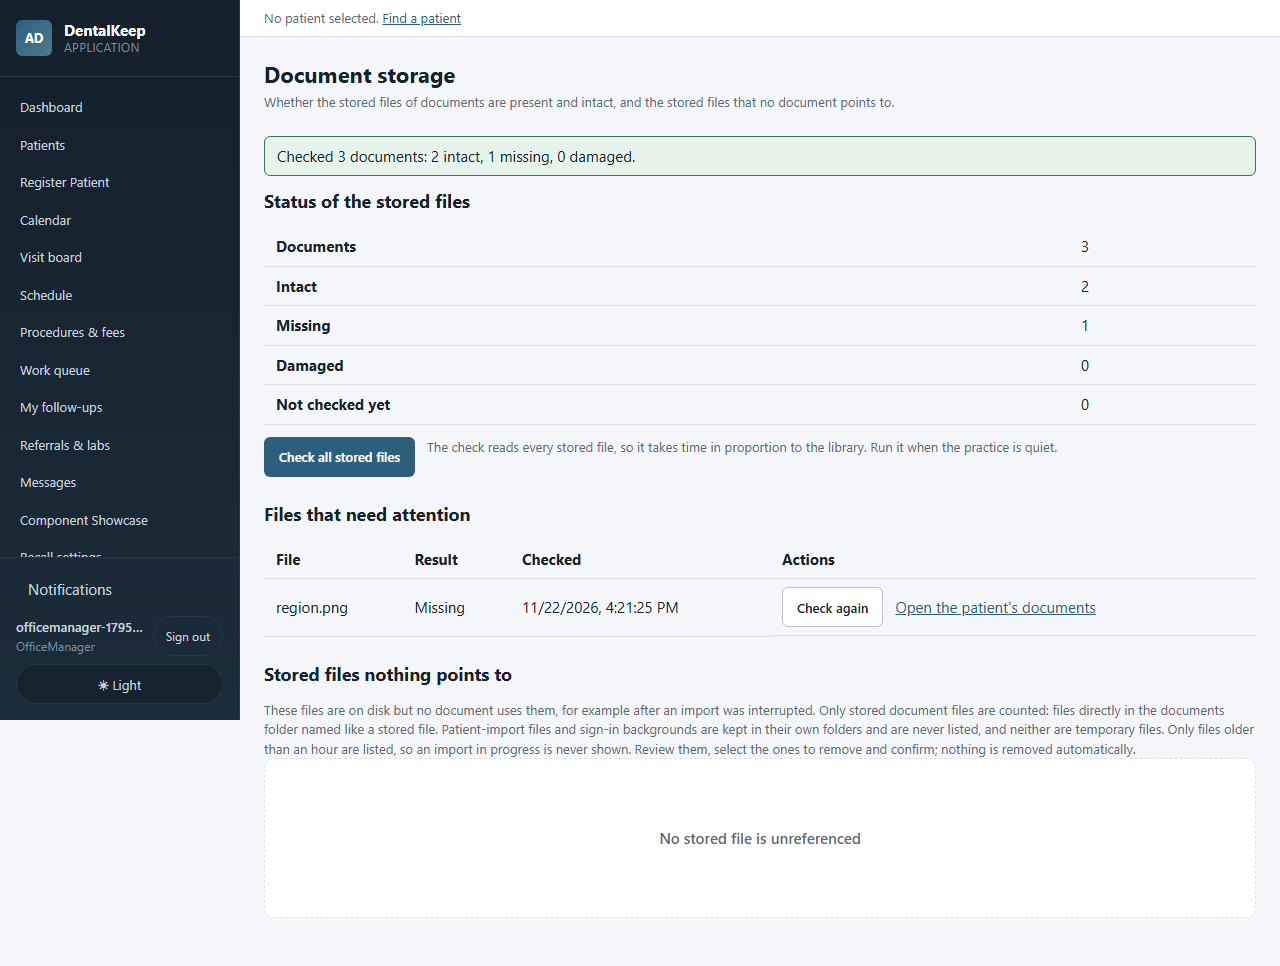 AD
DentalKeep
APPLICATION
Dashboard
Patients
Register Patient
Calendar
Visit board
Schedule
Procedures & fees
Work queue
My follow-ups
Referrals & labs
Messages
Component Showcase
Recall settings
Notifications
officemanager-1795...
OfficeManager
Sign out
☀ Light
No patient selected. Find a patient
Document storage
Whether the stored files of documents are present and intact, and the stored files that no document points to.
Checked 3 documents: 2 intact, 1 missing, 0 damaged.
Status of the stored files
Documents 3
Intact 2
Missing 1
Damaged 0
Not checked yet 0
Check all stored files
The check reads every stored file, so it takes time in proportion to the library. Run it when the practice is quiet.
Files that need attention
File Result Checked Actions
region.png Missing 11/22/2026, 4:21:25 PM Check again Open the patient's documents
Stored files nothing points to
These files are on disk but no document uses them, for example after an import was interrupted. Only stored document files are counted: files directly in the documents
folder named like a stored file. Patient-import files and sign-in backgrounds are kept in their own folders and are never listed, and neither are temporary files. Only files older
than an hour are listed, so an import in progress is never shown. Review them, select the ones to remove and confirm; nothing is removed automatically.
No stored file is unreferenced